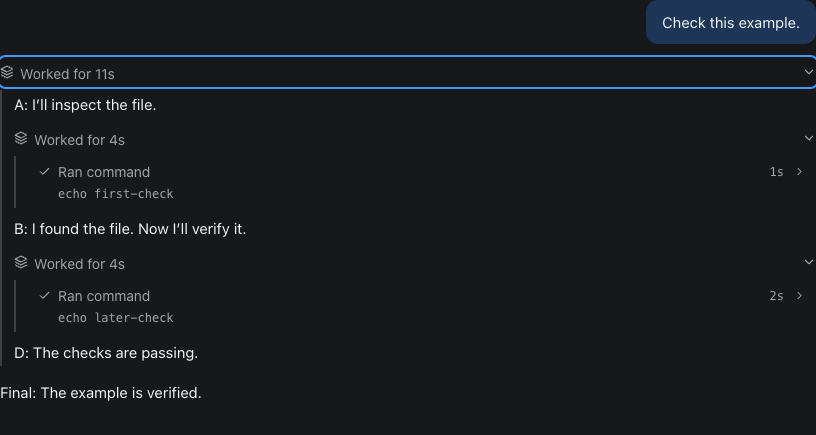 Check this example.
Worked for 11s
A: I’ll inspect the file.
Worked for 4s
Ran command 1s
echo first-check
B: I found the file. Now I’ll verify it.
Worked for 4s
Ran command 2s
echo later-check
D: The checks are passing.
Final: The example is verified.